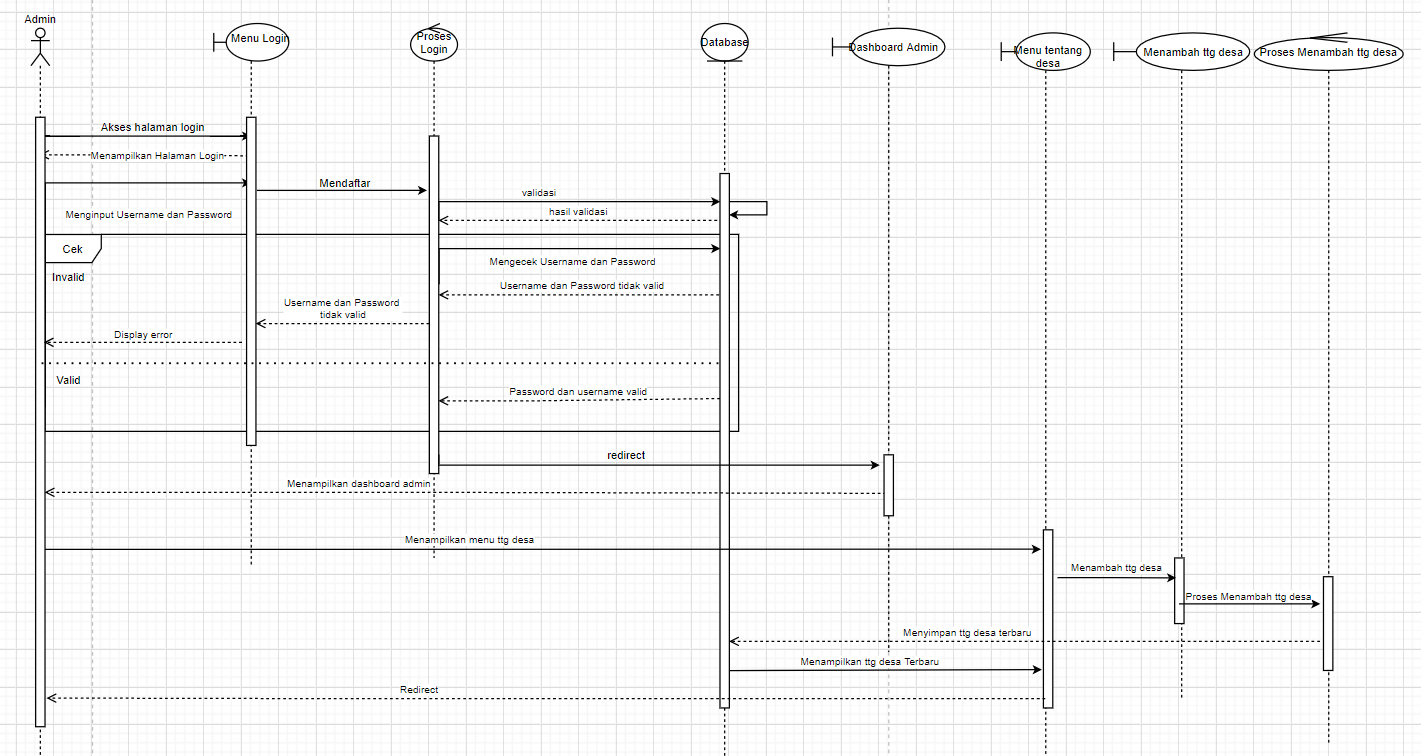 Admin
Menu Login
Proses
Login
Database
Dashboard Admin
Menu tentang
desa
Menambah ttg desa
Proses Menambah ttg desa
Akses halaman login
Menampilkan Halaman Login
Mendaftar
validasi
hasil validasi
Menginput Username dan Password
Cek
Mengecek Username dan Password
Invalid
Username dan Password tidak valid
Username dan Password
tidak valid
Display error
Valid
Password dan username valid
redirect
Menampilkan dashboard admin
Menampilkan menu ttg desa
Menambah ttg desa
Proses Menambah ttg desa
Menyimpan ttg desa terbaru
Menampilkan ttg desa Terbaru
Redirect